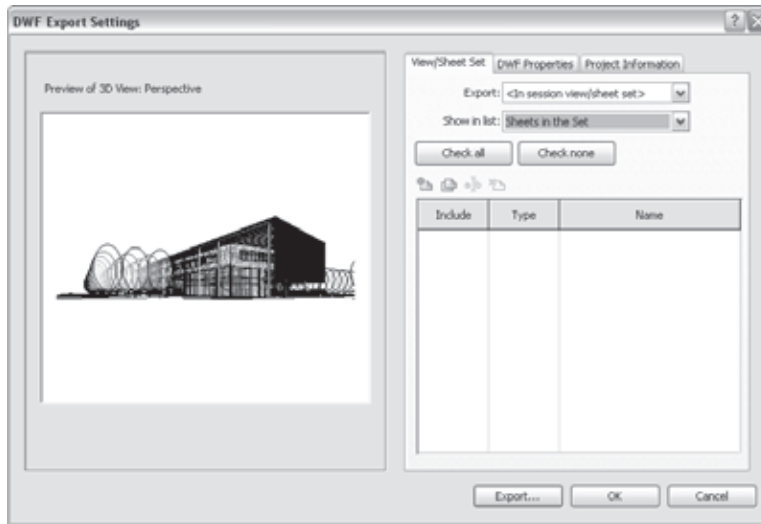 DWF Export Settings
Preview of 3D View: Perspective
View/Sheet Set DWF Properties Project Information
Export: <In session view/sheet set>
Show in list: Sheets in the Set
Check all Check none
Include Type Name
Export... OK Cancel